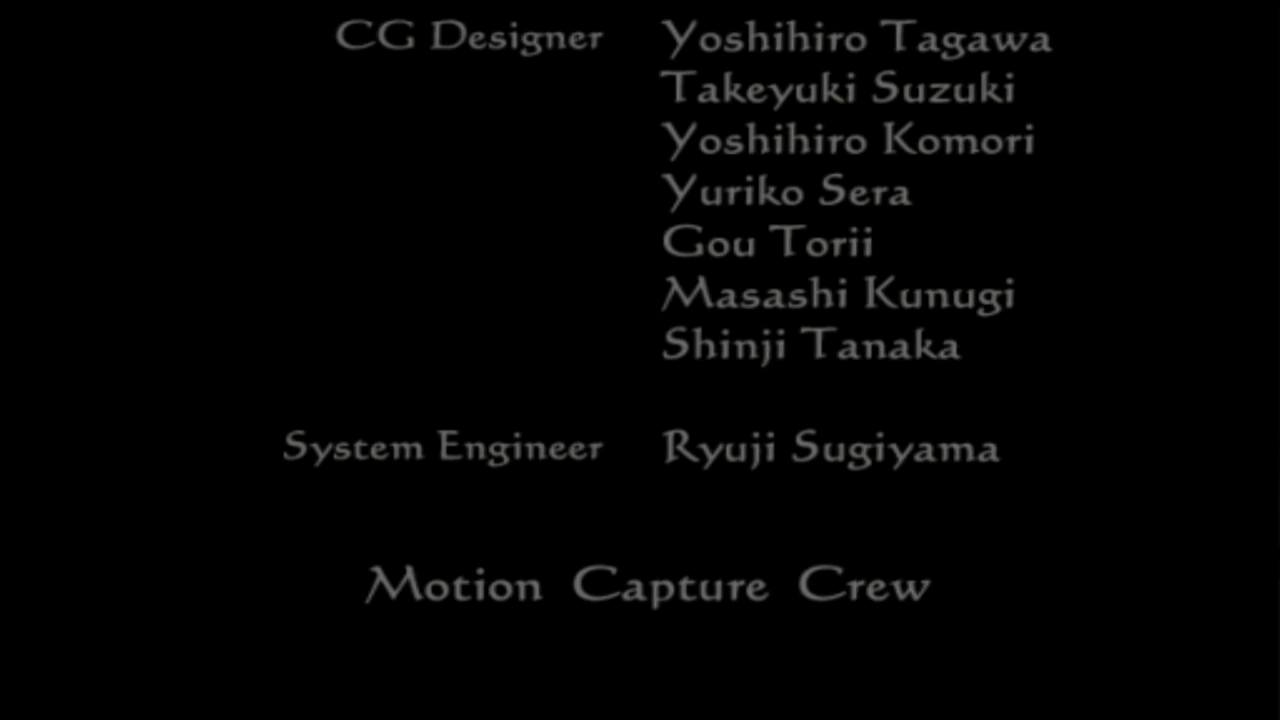 CG Designer Yoshihiro Tagawa
Takeyuki Suzuki
Yoshihiro Komori
Yuriko Sera
Gou Torii
Masashi Kunugi
Shinji Tanaka
System Engineer Ryuji Sugiyama
Motion Capture Crew